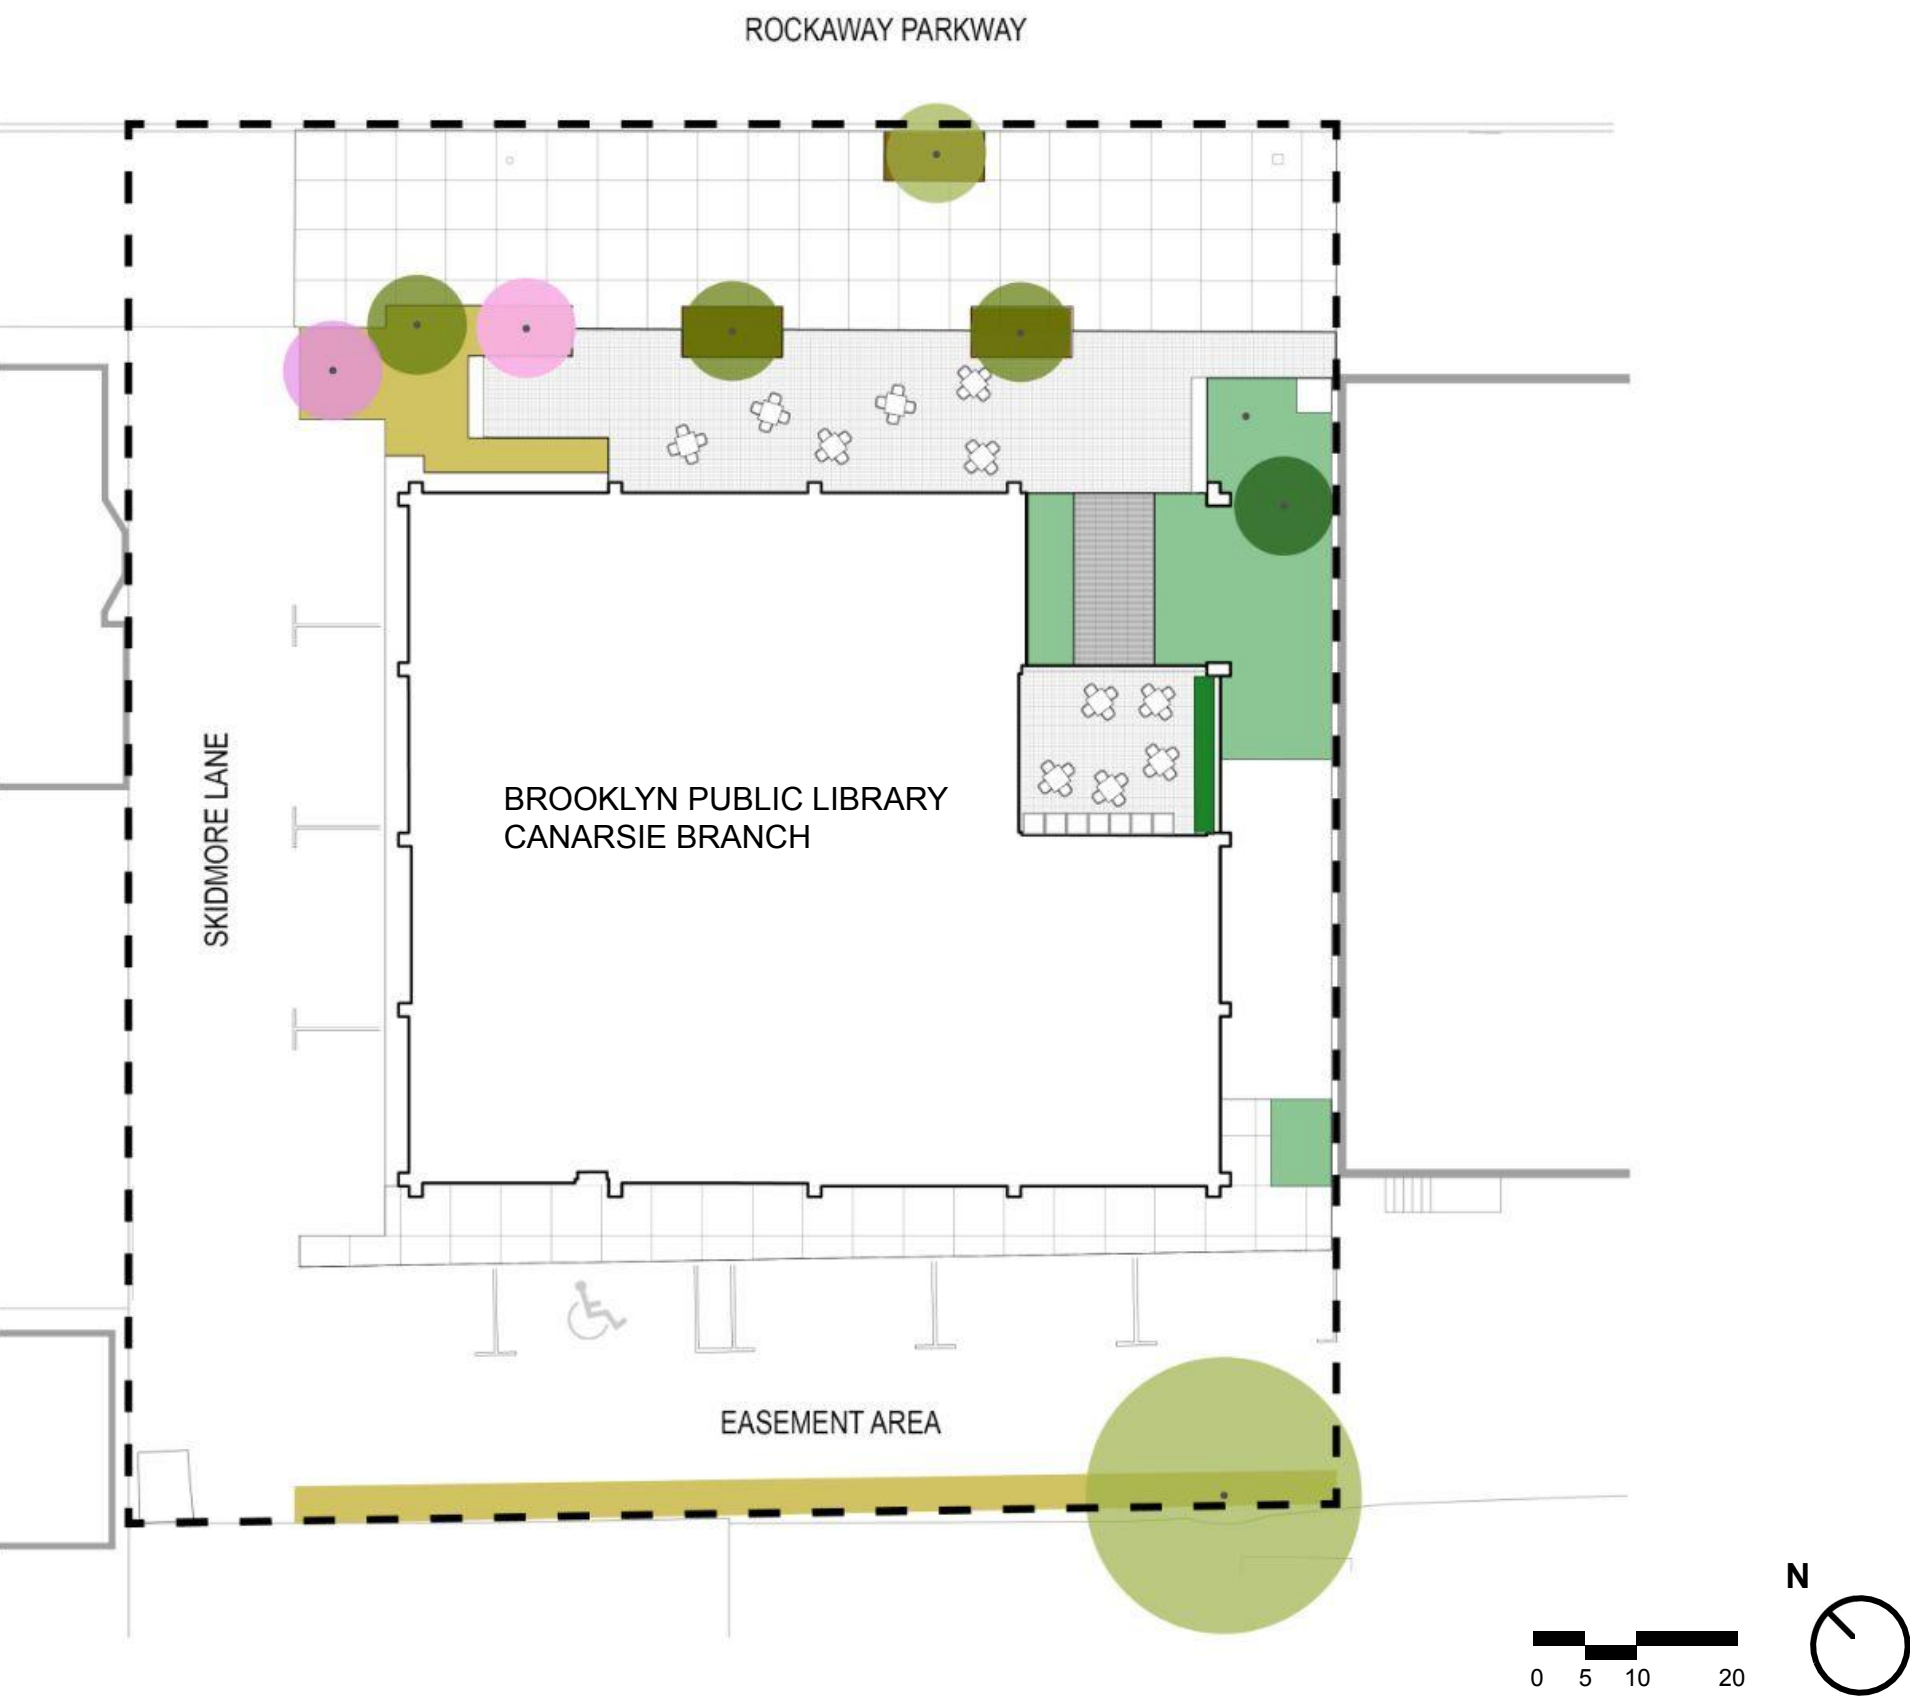 ROCKAWAY PARKWAY
SKIDMORE LANE
BROOKLYN PUBLIC LIBRARY
CANARSIE BRANCH
EASEMENT AREA
N
0 5 10 20